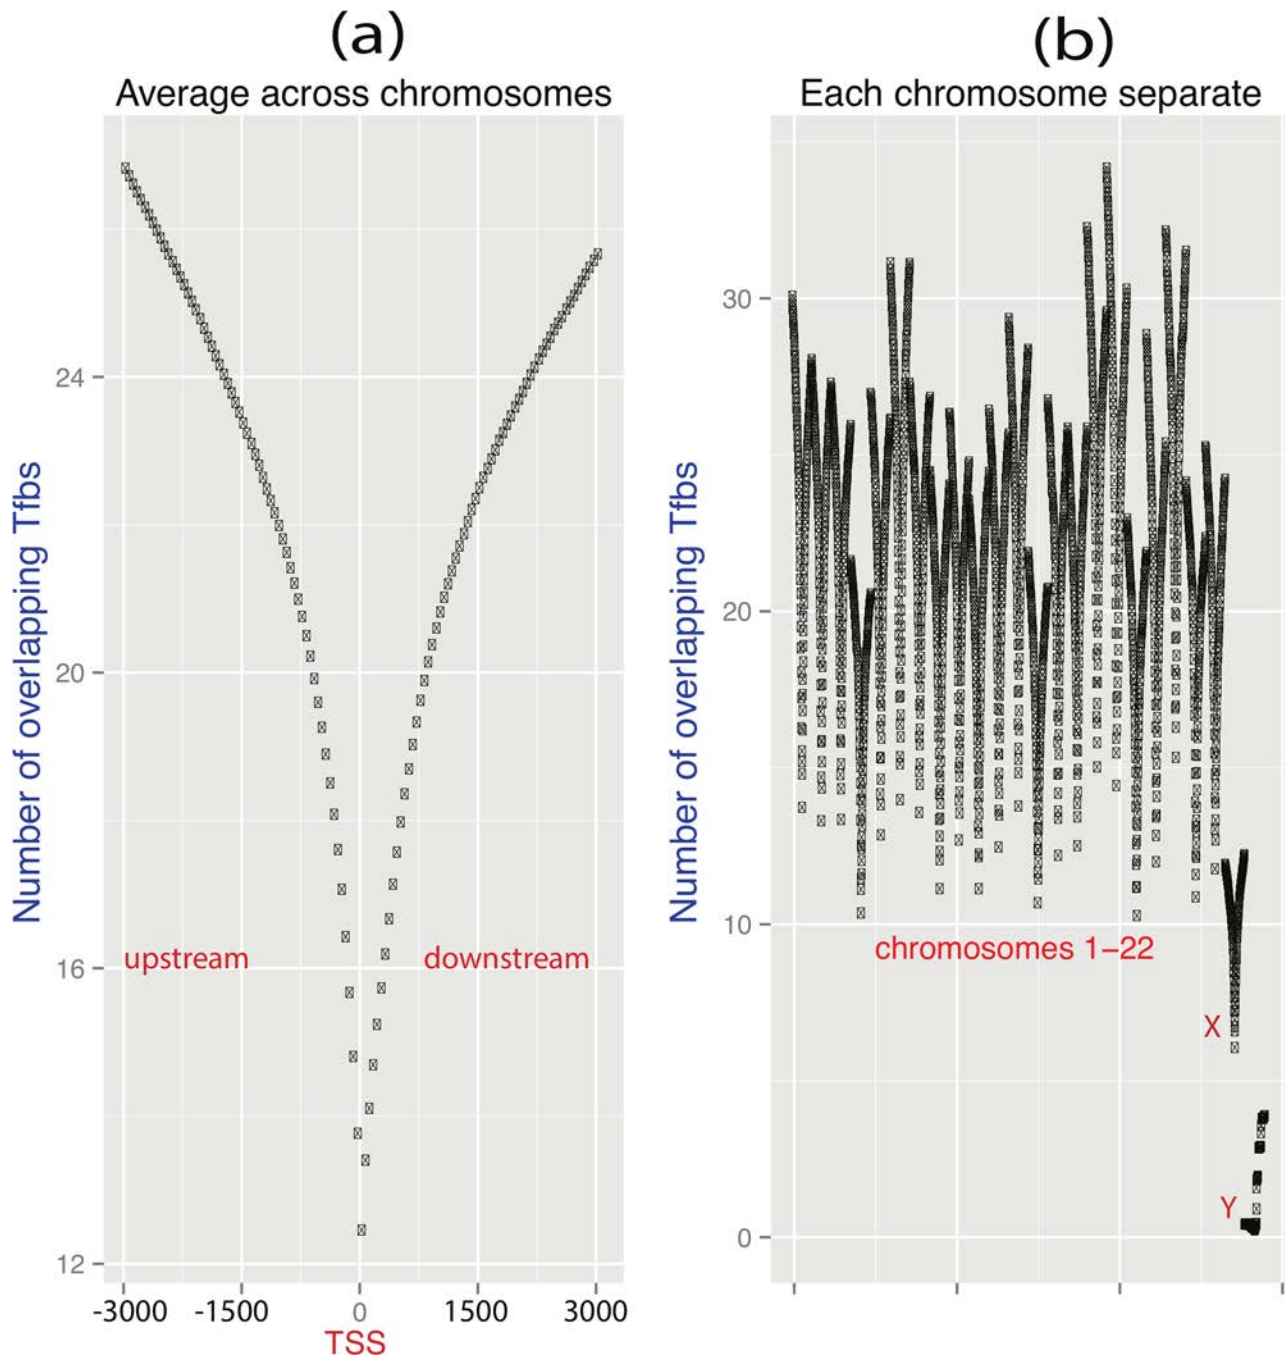 (a)
Average across chromosomes
Number of overlapping Tfbs
24
20
16
12
upstream
downstream
-3000
-1500
0
1500
3000
TSS
(b)
Each chromosome separate
Number of overlapping Tfbs
30
20
10
0
chromosomes 1–22
X
Y